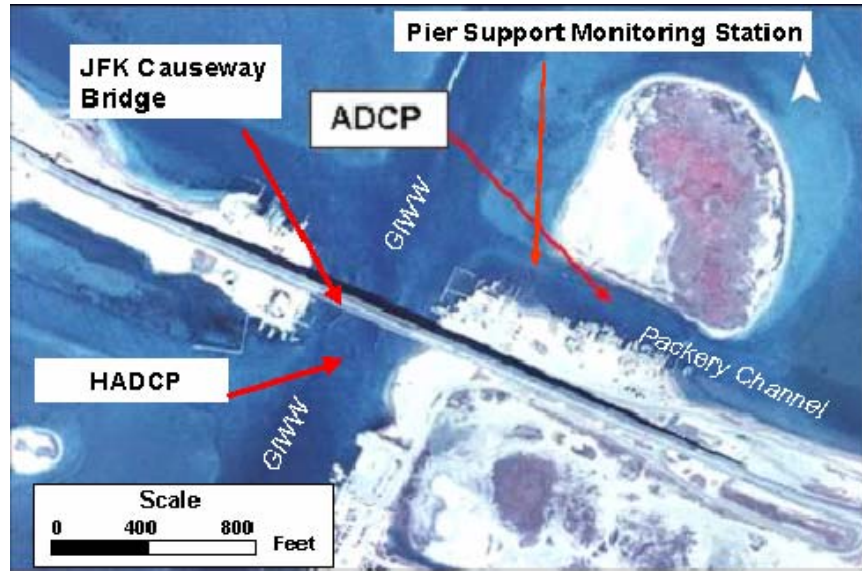 Pier Support Monitoring Station
JFK Causeway
Bridge
ADCP
GIWW
Packery Channel
HADCP
GIWW
Scale
0 400 800
Feet